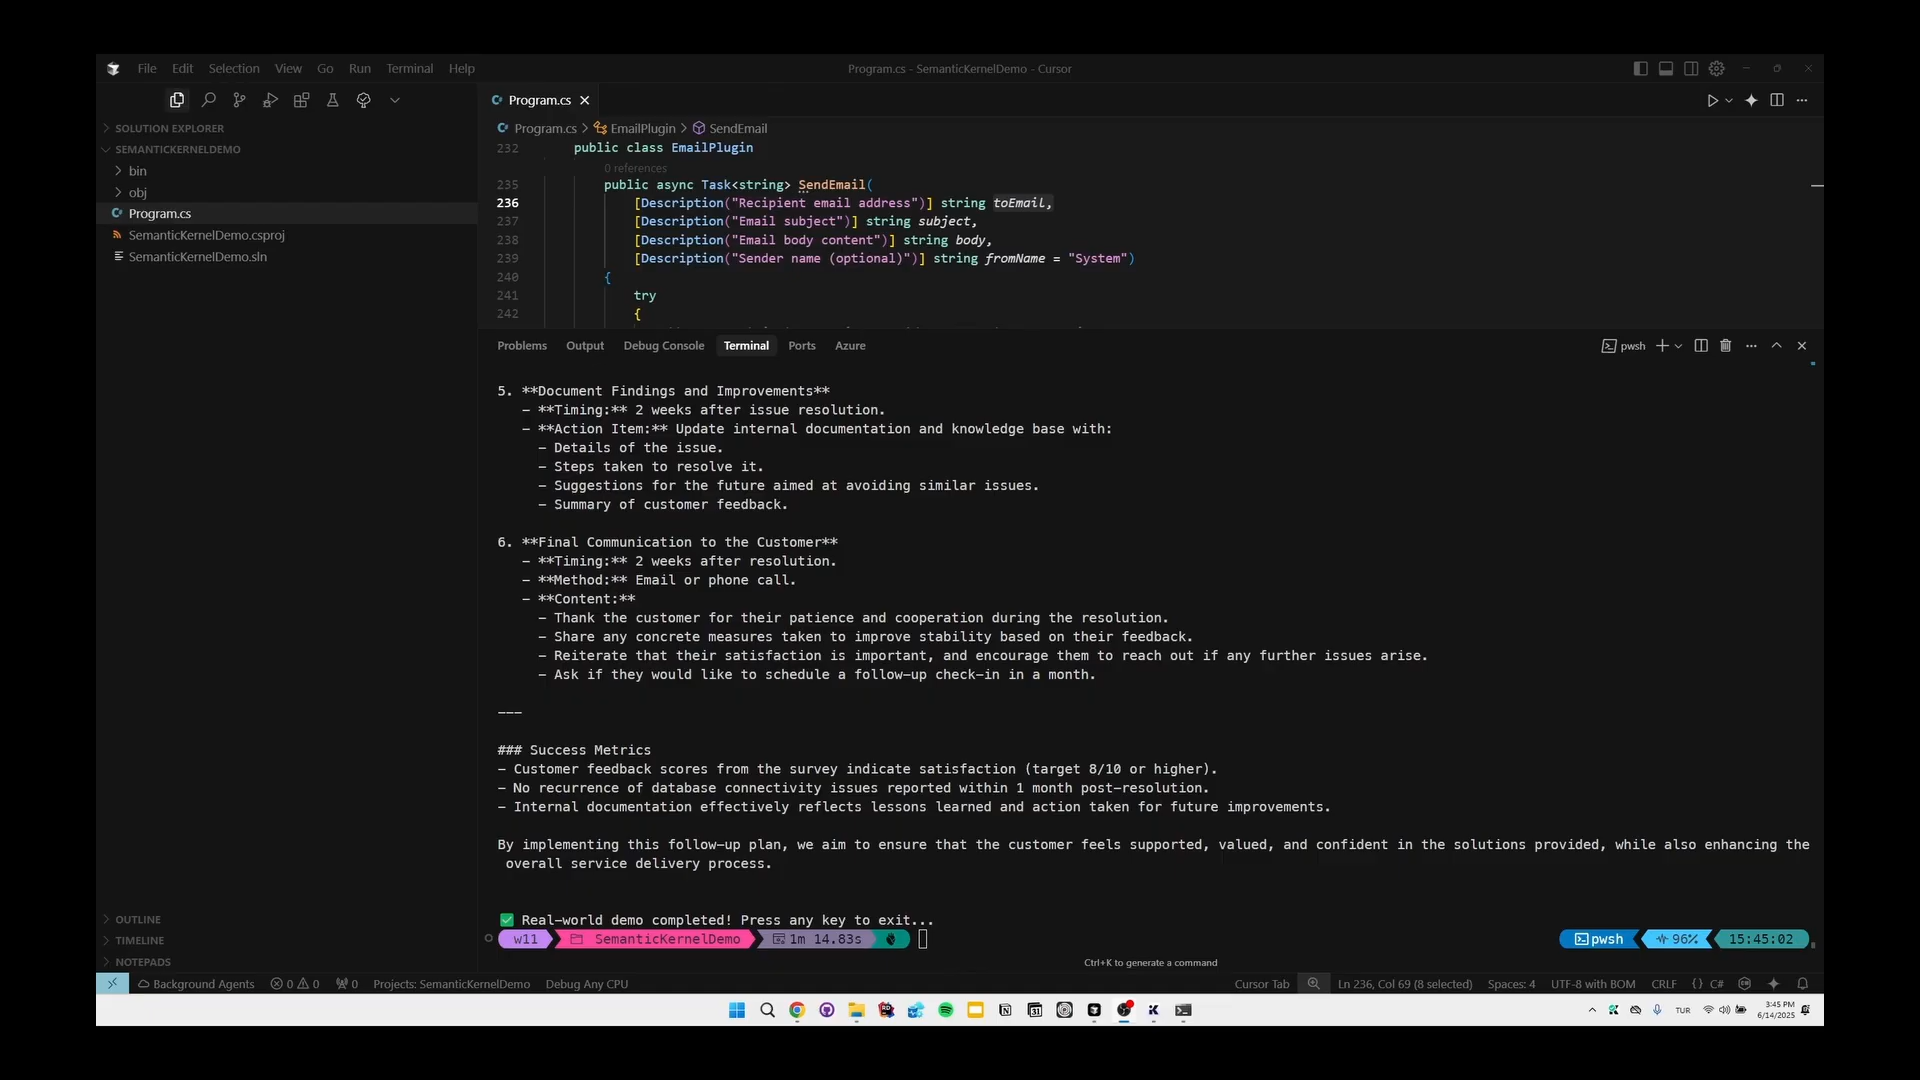 File Edit Selection View Go Run Terminal Help
Program.cs - SemanticKernelDemo - Cursor
Program.cs
SOLUTION EXPLORER
SEMANTICKERNELDEMO
bin
obj
Program.cs
SemanticKernelDemo.csproj
SemanticKernelDemo.sln
Program.cs > EmailPlugin > SendEmail
232 public class EmailPlugin
0 references
235 public async Task<string> SendEmail(
236 [Description("Recipient email address")] string toEmail,
237 [Description("Email subject")] string subject,
238 [Description("Email body content")] string body,
239 [Description("Sender name (optional)")] string fromName = "System")
240 {
241 try
242 {
Problems Output Debug Console Terminal Ports Azure
pwsh
5. **Document Findings and Improvements**
- **Timing:** 2 weeks after issue resolution.
- **Action Item:** Update internal documentation and knowledge base with:
- Details of the issue.
- Steps taken to resolve it.
- Suggestions for the future aimed at avoiding similar issues.
- Summary of customer feedback.
6. **Final Communication to the Customer**
- **Timing:** 2 weeks after resolution.
- **Method:** Email or phone call.
- **Content:**
- Thank the customer for their patience and cooperation during the resolution.
- Share any concrete measures taken to improve stability based on their feedback.
- Reiterate that their satisfaction is important, and encourage them to reach out if any further issues arise.
- Ask if they would like to schedule a follow-up check-in in a month.
---
### Success Metrics
- Customer feedback scores from the survey indicate satisfaction (target 8/10 or higher).
- No recurrence of database connectivity issues reported within 1 month post-resolution.
- Internal documentation effectively reflects lessons learned and action taken for future improvements.
By implementing this follow-up plan, we aim to ensure that the customer feels supported, valued, and confident in the solutions provided, while also enhancing the
overall service delivery process.
✅ Real-world demo completed! Press any key to exit...
w11 SemanticKernelDemo 1m 14.83s
pwsh 96% 15:45:02
Ctrl+K to generate a command
OUTLINE
TIMELINE
NOTEPADS
Background Agents 0 0 0 Projects: SemanticKernelDemo Debug Any CPU
Cursor Tab Ln 236, Col 69 (8 selected) Spaces: 4 UTF-8 with BOM CRLF {} C#
TUR
3:45 PM
6/14/2025